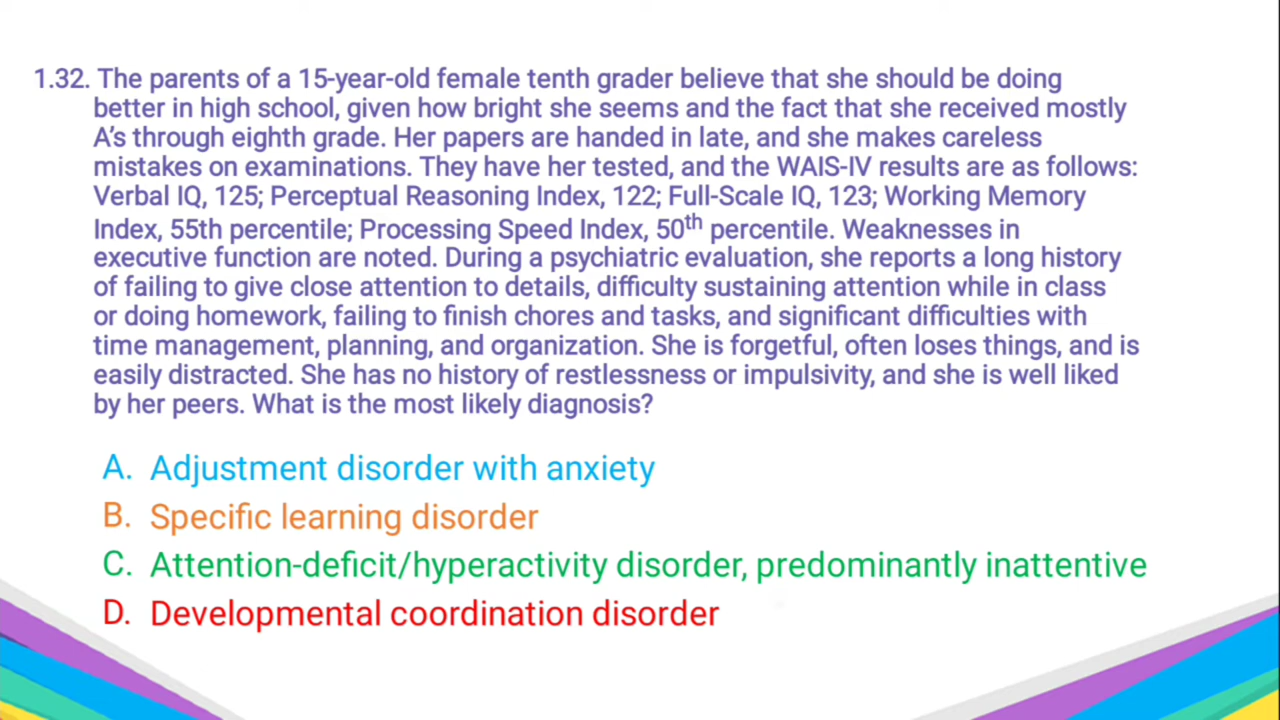 1.32. The parents of a 15-year-old female tenth grader believe that she should be doing
better in high school, given how bright she seems and the fact that she received mostly
A's through eighth grade. Her papers are handed in late, and she makes careless
mistakes on examinations. They have her tested, and the WAIS-IV results are as follows:
Verbal IQ, 125; Perceptual Reasoning Index, 122; Full-Scale IQ, 123; Working Memory
Index, 55th percentile; Processing Speed Index, 50th percentile. Weaknesses in
executive function are noted. During a psychiatric evaluation, she reports a long history
of failing to give close attention to details, difficulty sustaining attention while in class
or doing homework, failing to finish chores and tasks, and significant difficulties with
time management, planning, and organization. She is forgetful, often loses things, and is
easily distracted. She has no history of restlessness or impulsivity, and she is well liked
by her peers. What is the most likely diagnosis?
A. Adjustment disorder with anxiety
B. Specific learning disorder
C. Attention-deficit/hyperactivity disorder, predominantly inattentive
D. Developmental coordination disorder